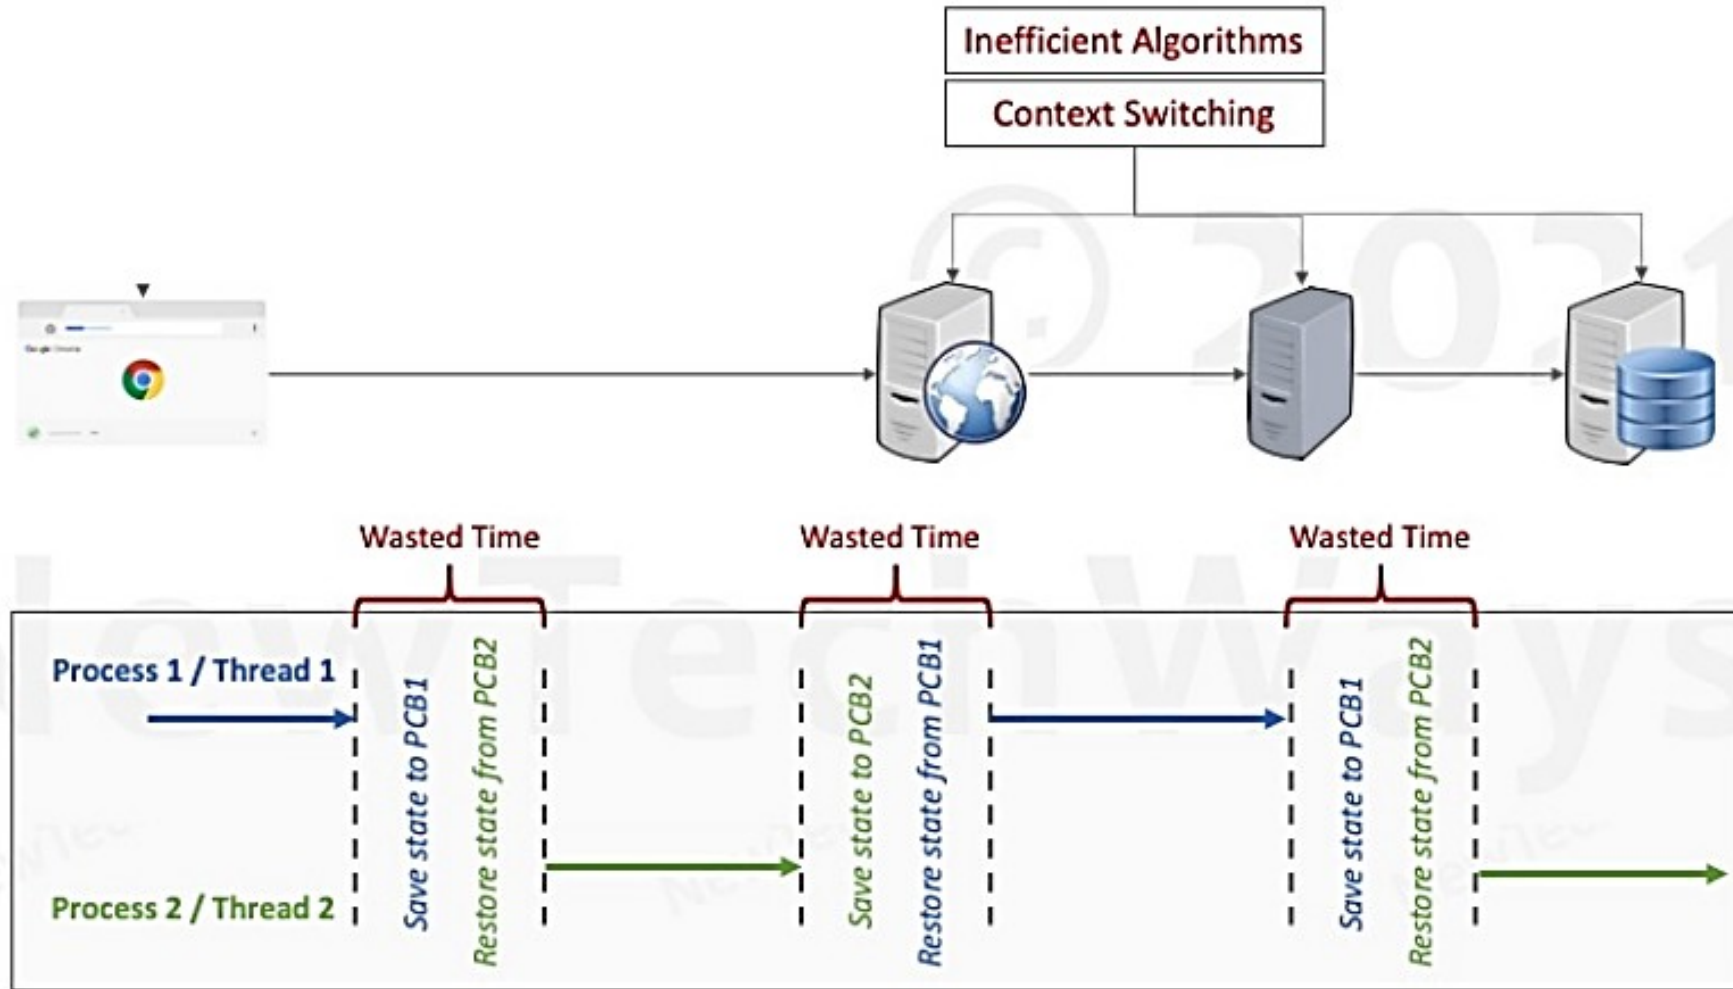 Inefficient Algorithms
Context Switching
© 2021
Wasted Time
Wasted Time
Wasted Time
NewTechWays
Process 1 / Thread 1
Save state to PCB1
Restore state from PCB2
Save state to PCB2
Restore state from PCB1
Save state to PCB1
Restore state from PCB2
Process 2 / Thread 2